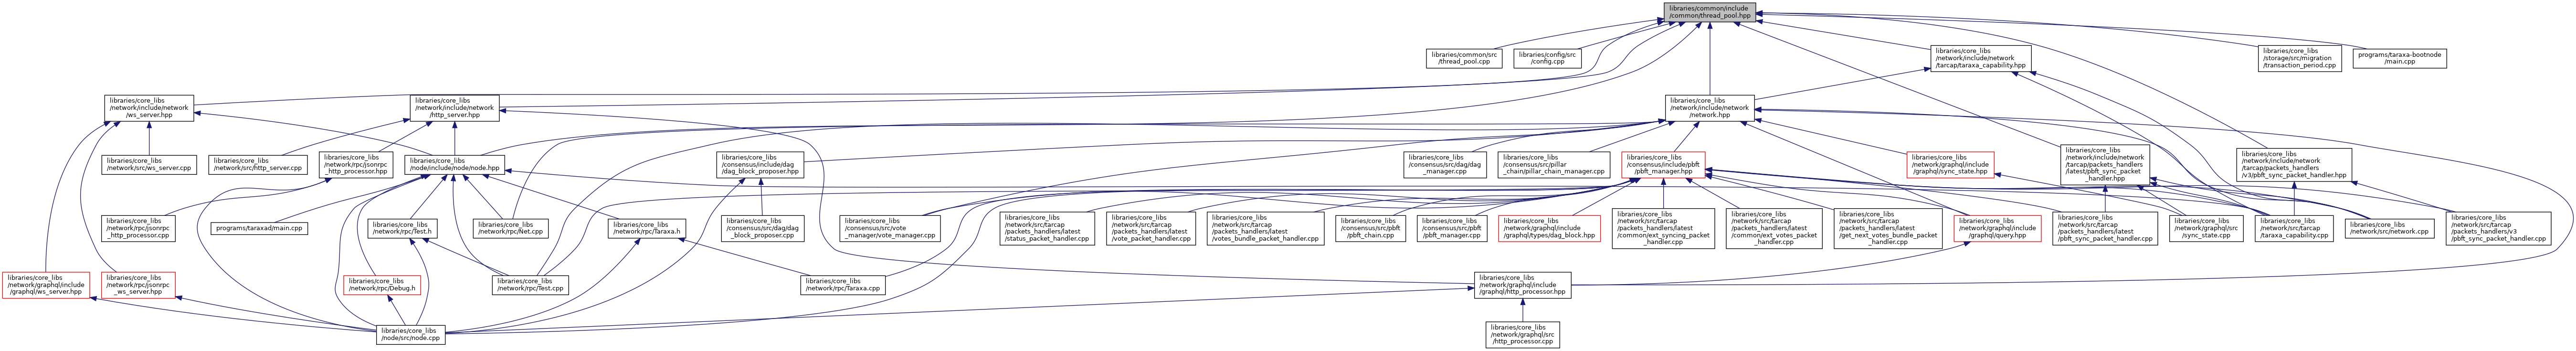 libraries/common/include
/common/thread_pool.hpp
libraries/common/src
/thread_pool.cpp
libraries/config/src
/config.cpp
libraries/core_libs
/network/include/network
/tarcap/taraxa_capability.hpp
libraries/core_libs
/storage/src/migration
/transaction_period.cpp
programs/taraxa-bootnode
/main.cpp
libraries/core_libs
/network/include/network
/ws_server.hpp
libraries/core_libs
/network/include/network
/http_server.hpp
libraries/core_libs
/network/include/network
/network.hpp
libraries/core_libs
/network/src/ws_server.cpp
libraries/core_libs
/network/src/http_server.cpp
libraries/core_libs
/network/rpc/jsonrpc
_http_processor.hpp
libraries/core_libs
/node/include/node/node.hpp
libraries/core_libs
/consensus/include/dag
/dag_block_proposer.hpp
libraries/core_libs
/consensus/src/dag/dag
_manager.cpp
libraries/core_libs
/consensus/src/pillar
_chain/pillar_chain_manager.cpp
libraries/core_libs
/consensus/include/pbft
/pbft_manager.hpp
libraries/core_libs
/network/graphql/include
/graphql/sync_state.hpp
libraries/core_libs
/network/include/network
/tarcap/packets_handlers
/latest/pbft_sync_packet
_handler.hpp
libraries/core_libs
/network/include/network
/tarcap/packets_handlers
/v3/pbft_sync_packet_handler.hpp
libraries/core_libs
/network/rpc/jsonrpc
_http_processor.cpp
programs/taraxad/main.cpp
libraries/core_libs
/network/rpc/Test.h
libraries/core_libs
/network/rpc/Net.cpp
libraries/core_libs
/network/rpc/Taraxa.h
libraries/core_libs
/consensus/src/dag/dag
_block_proposer.cpp
libraries/core_libs
/consensus/src/vote
_manager/vote_manager.cpp
libraries/core_libs
/network/src/tarcap
/packets_handlers/latest
/status_packet_handler.cpp
libraries/core_libs
/network/src/tarcap
/packets_handlers/latest
/vote_packet_handler.cpp
libraries/core_libs
/network/src/tarcap
/packets_handlers/latest
/votes_bundle_packet_handler.cpp
libraries/core_libs
/consensus/src/pbft
/pbft_chain.cpp
libraries/core_libs
/consensus/src/pbft
/pbft_manager.cpp
libraries/core_libs
/network/graphql/include
/graphql/types/dag_block.hpp
libraries/core_libs
/network/src/tarcap
/packets_handlers/latest
/common/ext_syncing_packet
_handler.cpp
libraries/core_libs
/network/src/tarcap
/packets_handlers/latest
/common/ext_votes_packet
_handler.cpp
libraries/core_libs
/network/src/tarcap
/packets_handlers/latest
/get_next_votes_bundle_packet
_handler.cpp
libraries/core_libs
/network/graphql/include
/graphql/query.hpp
libraries/core_libs
/network/src/tarcap
/packets_handlers/latest
/pbft_sync_packet_handler.cpp
libraries/core_libs
/network/graphql/src
/sync_state.cpp
libraries/core_libs
/network/src/tarcap
/taraxa_capability.cpp
libraries/core_libs
/network/src/network.cpp
libraries/core_libs
/network/src/tarcap
/packets_handlers/v3
/pbft_sync_packet_handler.cpp
libraries/core_libs
/network/graphql/include
/graphql/ws_server.hpp
libraries/core_libs
/network/rpc/jsonrpc
_ws_server.hpp
libraries/core_libs
/network/rpc/Debug.h
libraries/core_libs
/network/rpc/Test.cpp
libraries/core_libs
/network/rpc/Taraxa.cpp
libraries/core_libs
/network/graphql/include
/graphql/http_processor.hpp
libraries/core_libs
/node/src/node.cpp
libraries/core_libs
/network/graphql/src
/http_processor.cpp